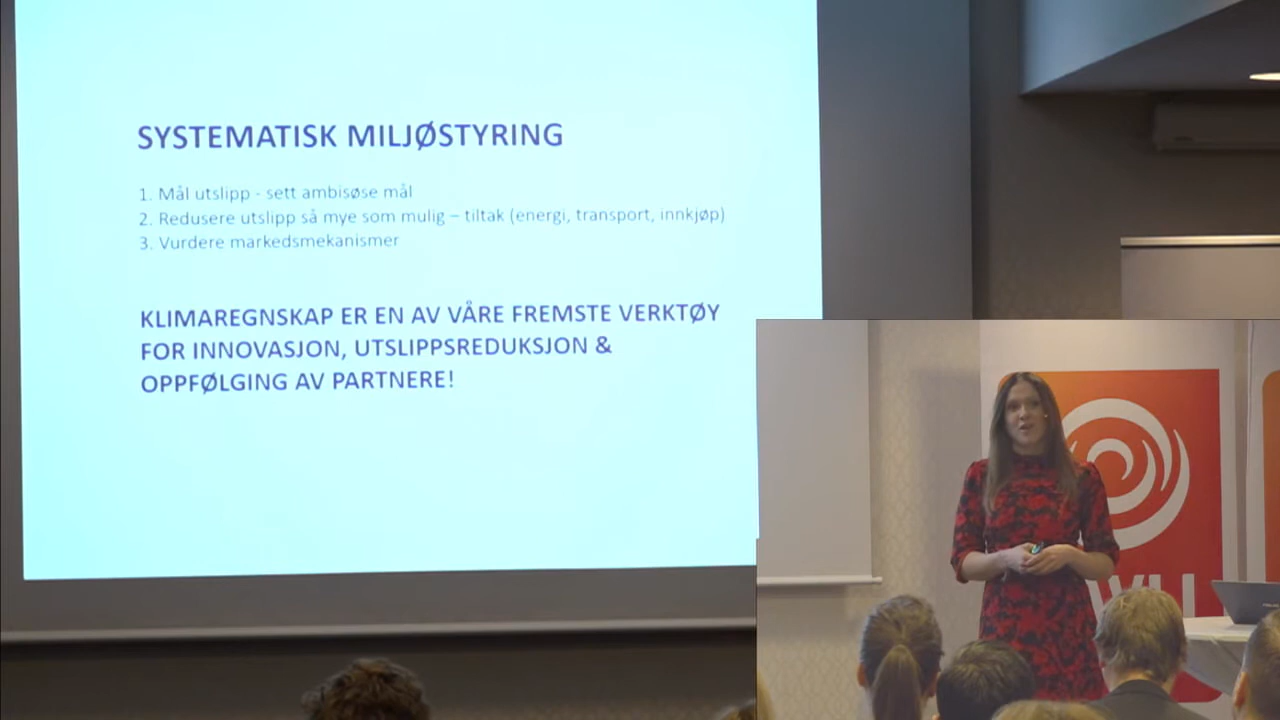 SYSTEMATISK MILJØSTYRING
1. Mål utslipp - sett ambisøse mål
2. Redusere utslipp så mye som mulig – tiltak (energi, transport, innkjøp)
3. Vurdere markedsmekanismer
KLIMAREGNSKAP ER EN AV VÅRE FREMSTE VERKTØY
FOR INNOVASJON, UTSLIPPSREDUKSJON &
OPPFØLGING AV PARTNERE!